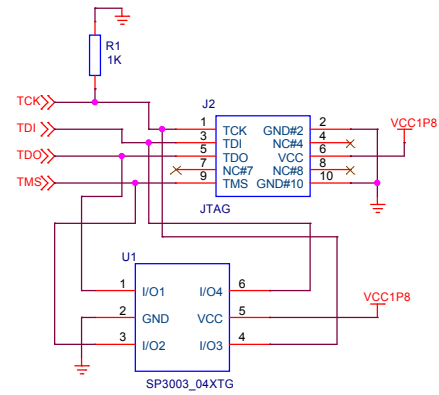 R1
1K
TCK
TDI
TDO
TMS
J2
1 TCK GND#2 2
3 TDI NC#4 4
5 TDO VCC 6
7 NC#7 NC#8 8
9 TMS GND#10 10
JTAG
VCC1P8
U1
1 I/O1 I/O4 6
2 GND VCC 5
3 I/O2 I/O3 4
SP3003_04XTG
VCC1P8